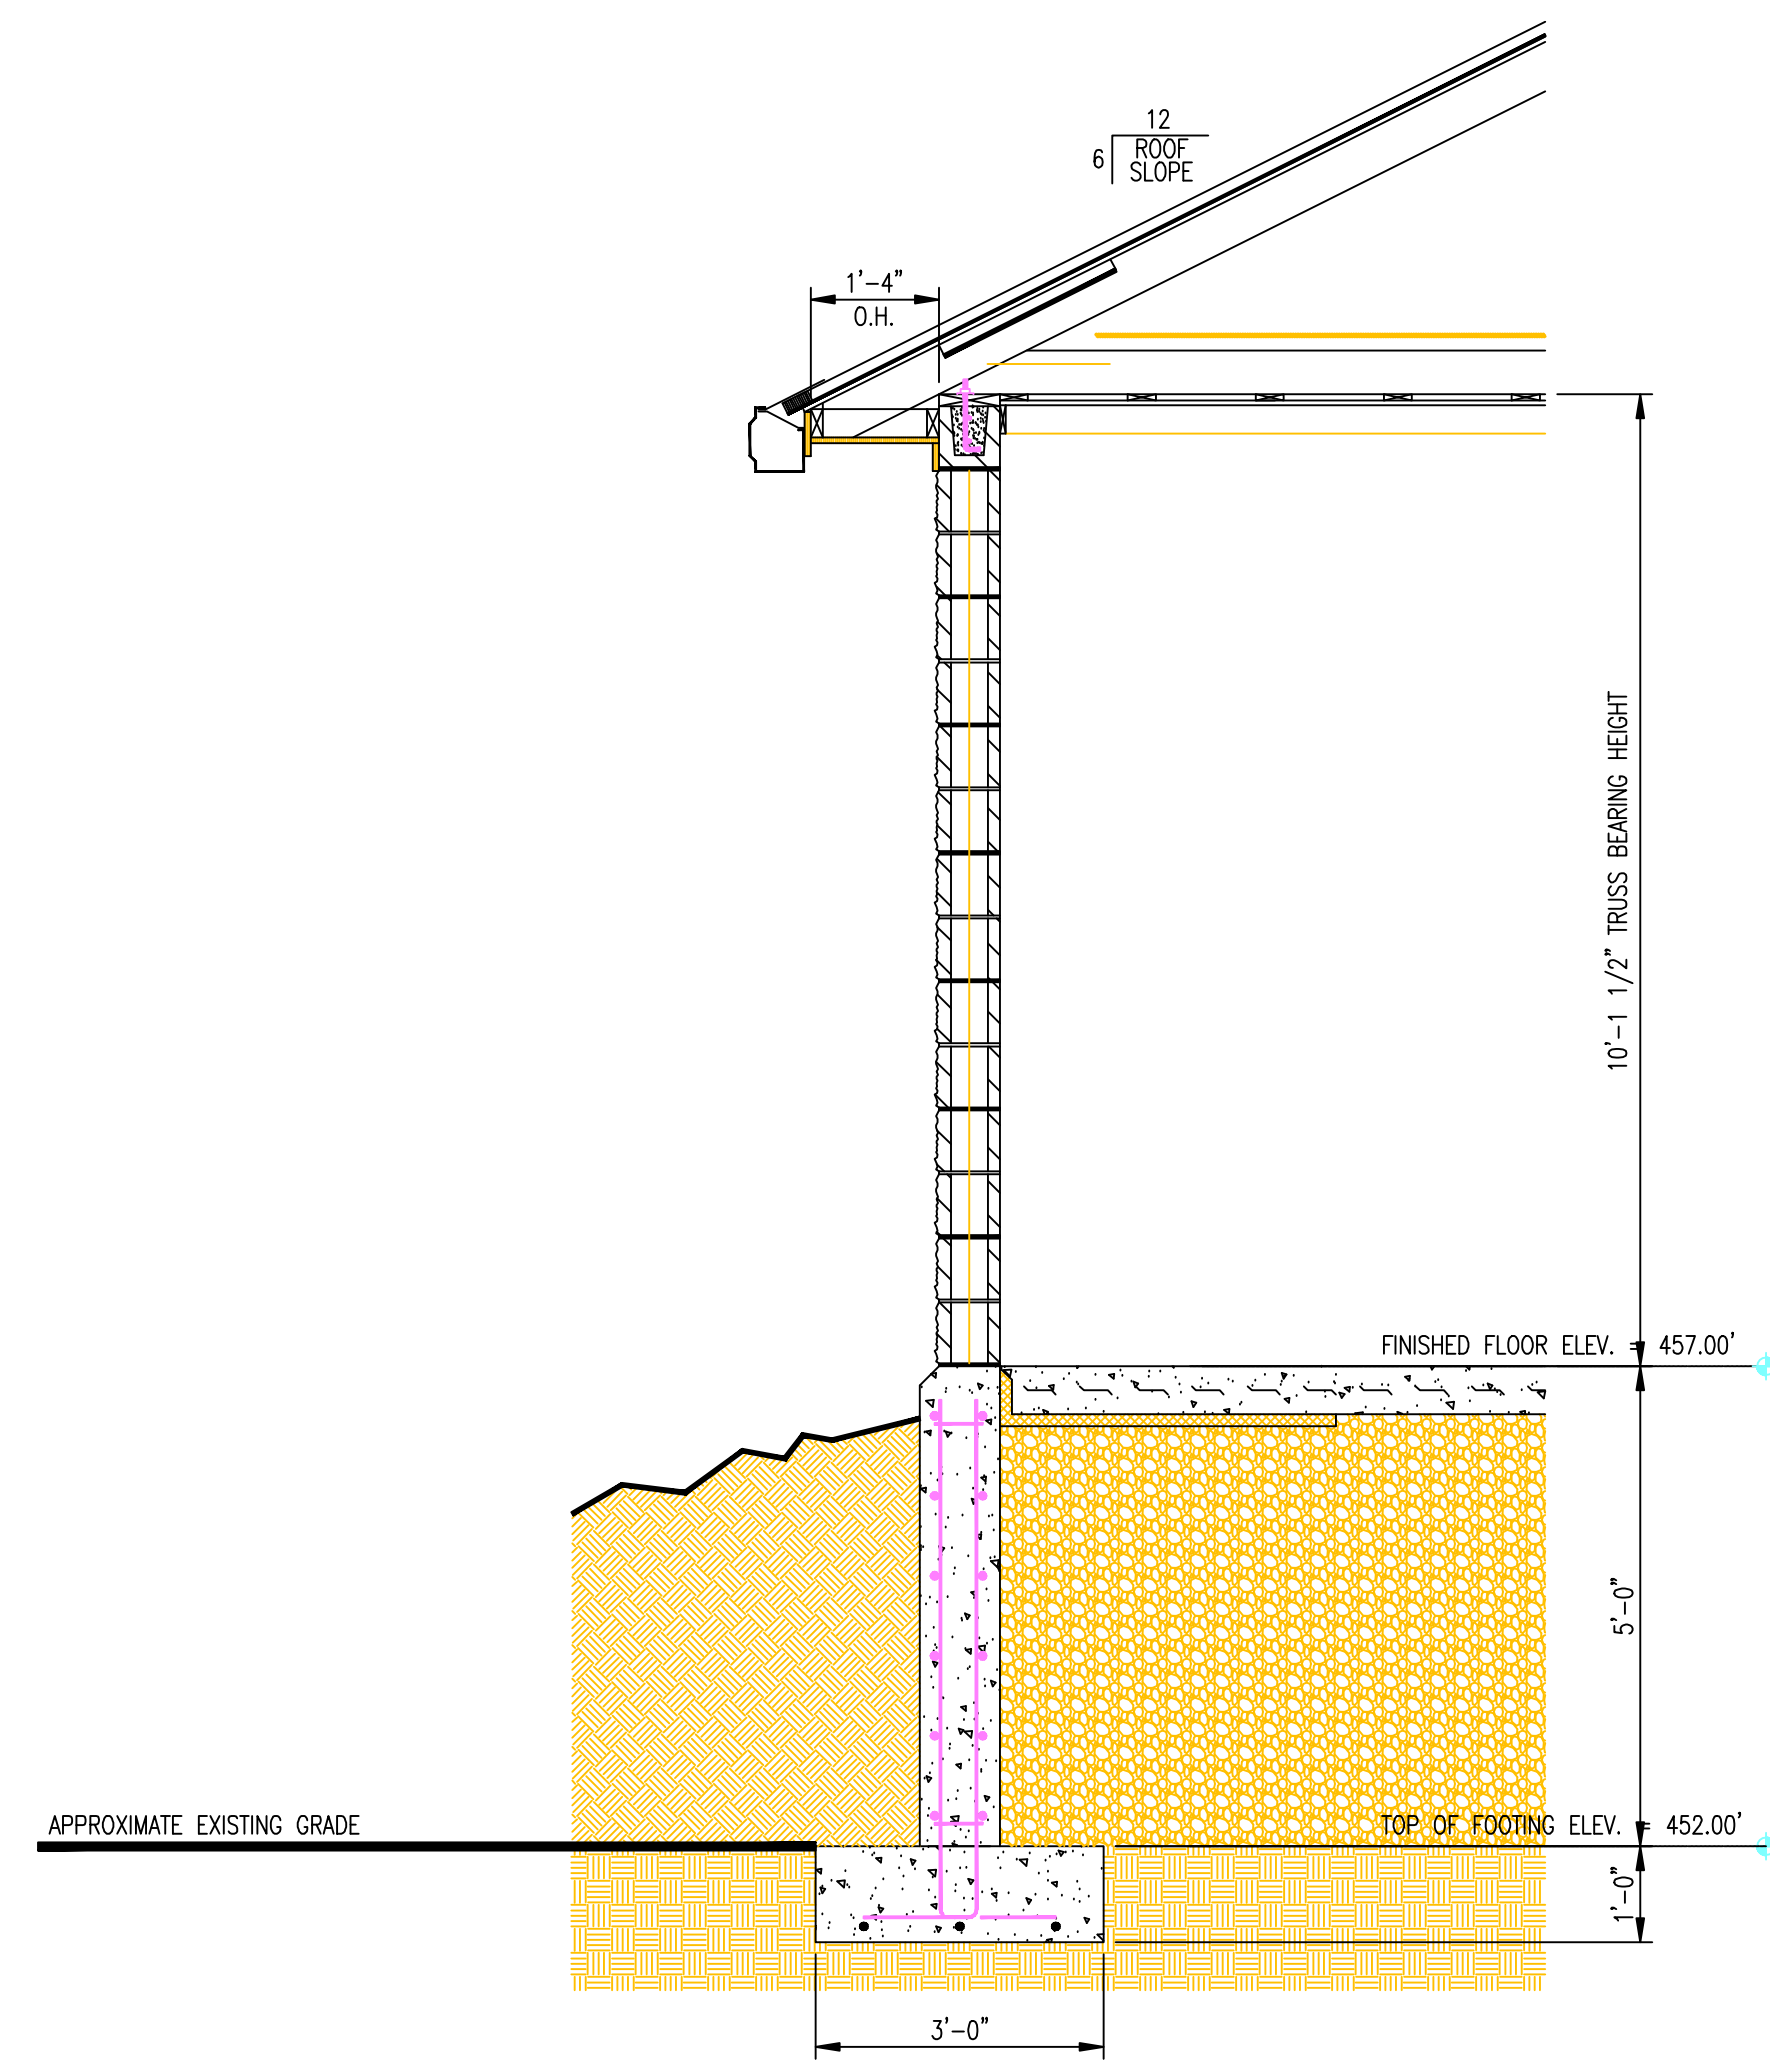 12
6
ROOF
SLOPE
1'-4"
O.H.
10'-1 1/2" TRUSS BEARING HEIGHT
FINISHED FLOOR ELEV. = 457.00'
5'-0"
APPROXIMATE EXISTING GRADE
TOP OF FOOTING ELEV. = 452.00'
1'-0"
3'-0"